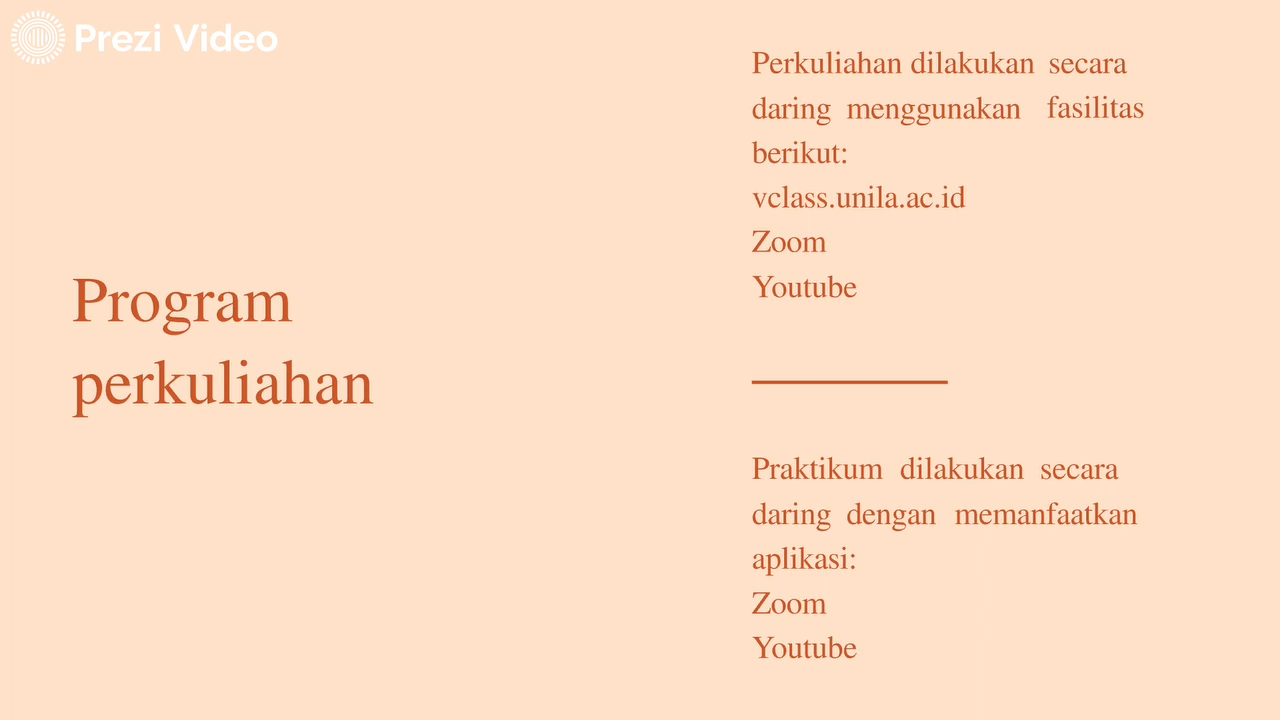 Prezi Video
Program
perkuliahan
Perkuliahan dilakukan secara
daring menggunakan fasilitas
berikut:
vclass.unila.ac.id
Zoom
Youtube
Praktikum dilakukan secara
daring dengan memanfaatkan
aplikasi:
Zoom
Youtube